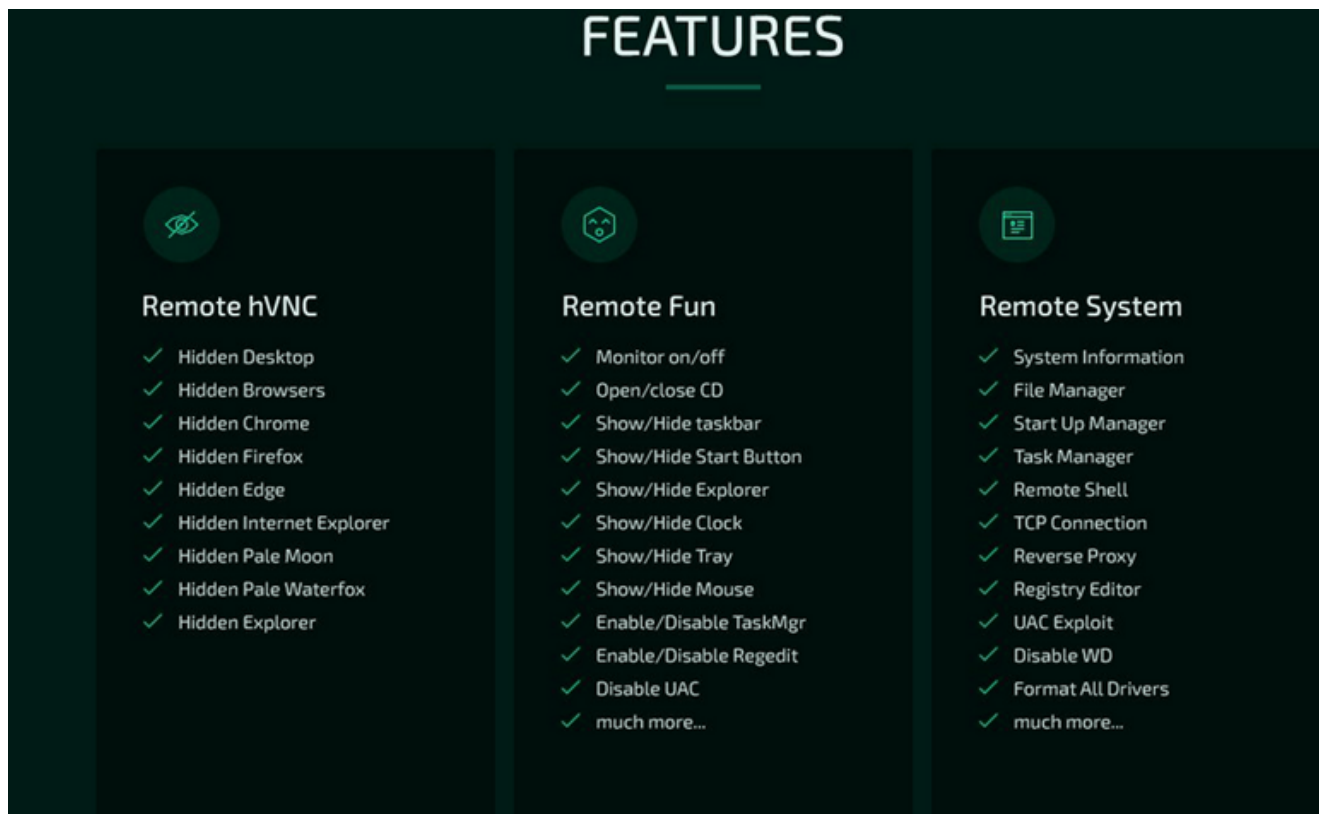 FEATURES
Remote hVNC
Hidden Desktop
Hidden Browsers
Hidden Chrome
Hidden Firefox
Hidden Edge
Hidden Internet Explorer
Hidden Pale Moon
Hidden Pale Waterfox
Hidden Explorer
Remote Fun
Monitor on/off
Open/close CD
Show/Hide taskbar
Show/Hide Start Button
Show/Hide Explorer
Show/Hide Clock
Show/Hide Tray
Show/Hide Mouse
Enable/Disable TaskMgr
Enable/Disable Regedit
Disable UAC
much more...
Remote System
System Information
File Manager
Start Up Manager
Task Manager
Remote Shell
TCP Connection
Reverse Proxy
Registry Editor
UAC Exploit
Disable WD
Format All Drivers
much more...